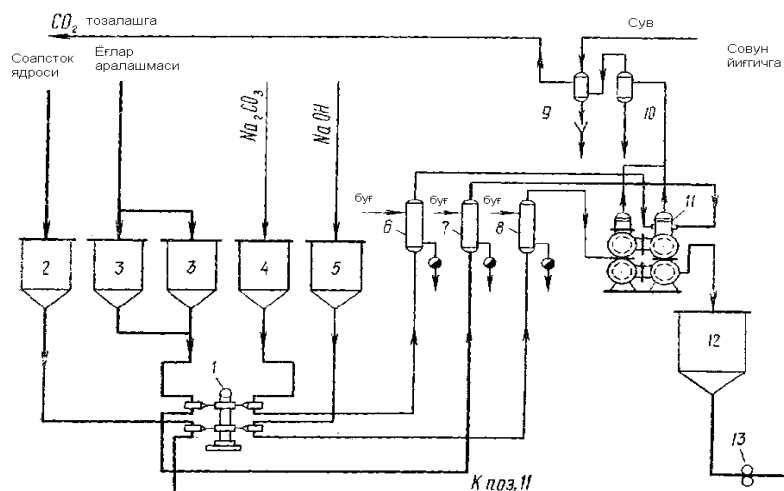 CO₂ тозалашга
Сув
Соапсток
ядроси
Ёғлар
аралашмаси
Совун
йиғгичга
Na₂CO₃
NaOH
9
10
буғ
буғ
буғ
11
6
7
8
2
3
3
4
5
12
1
13
К поз, 11